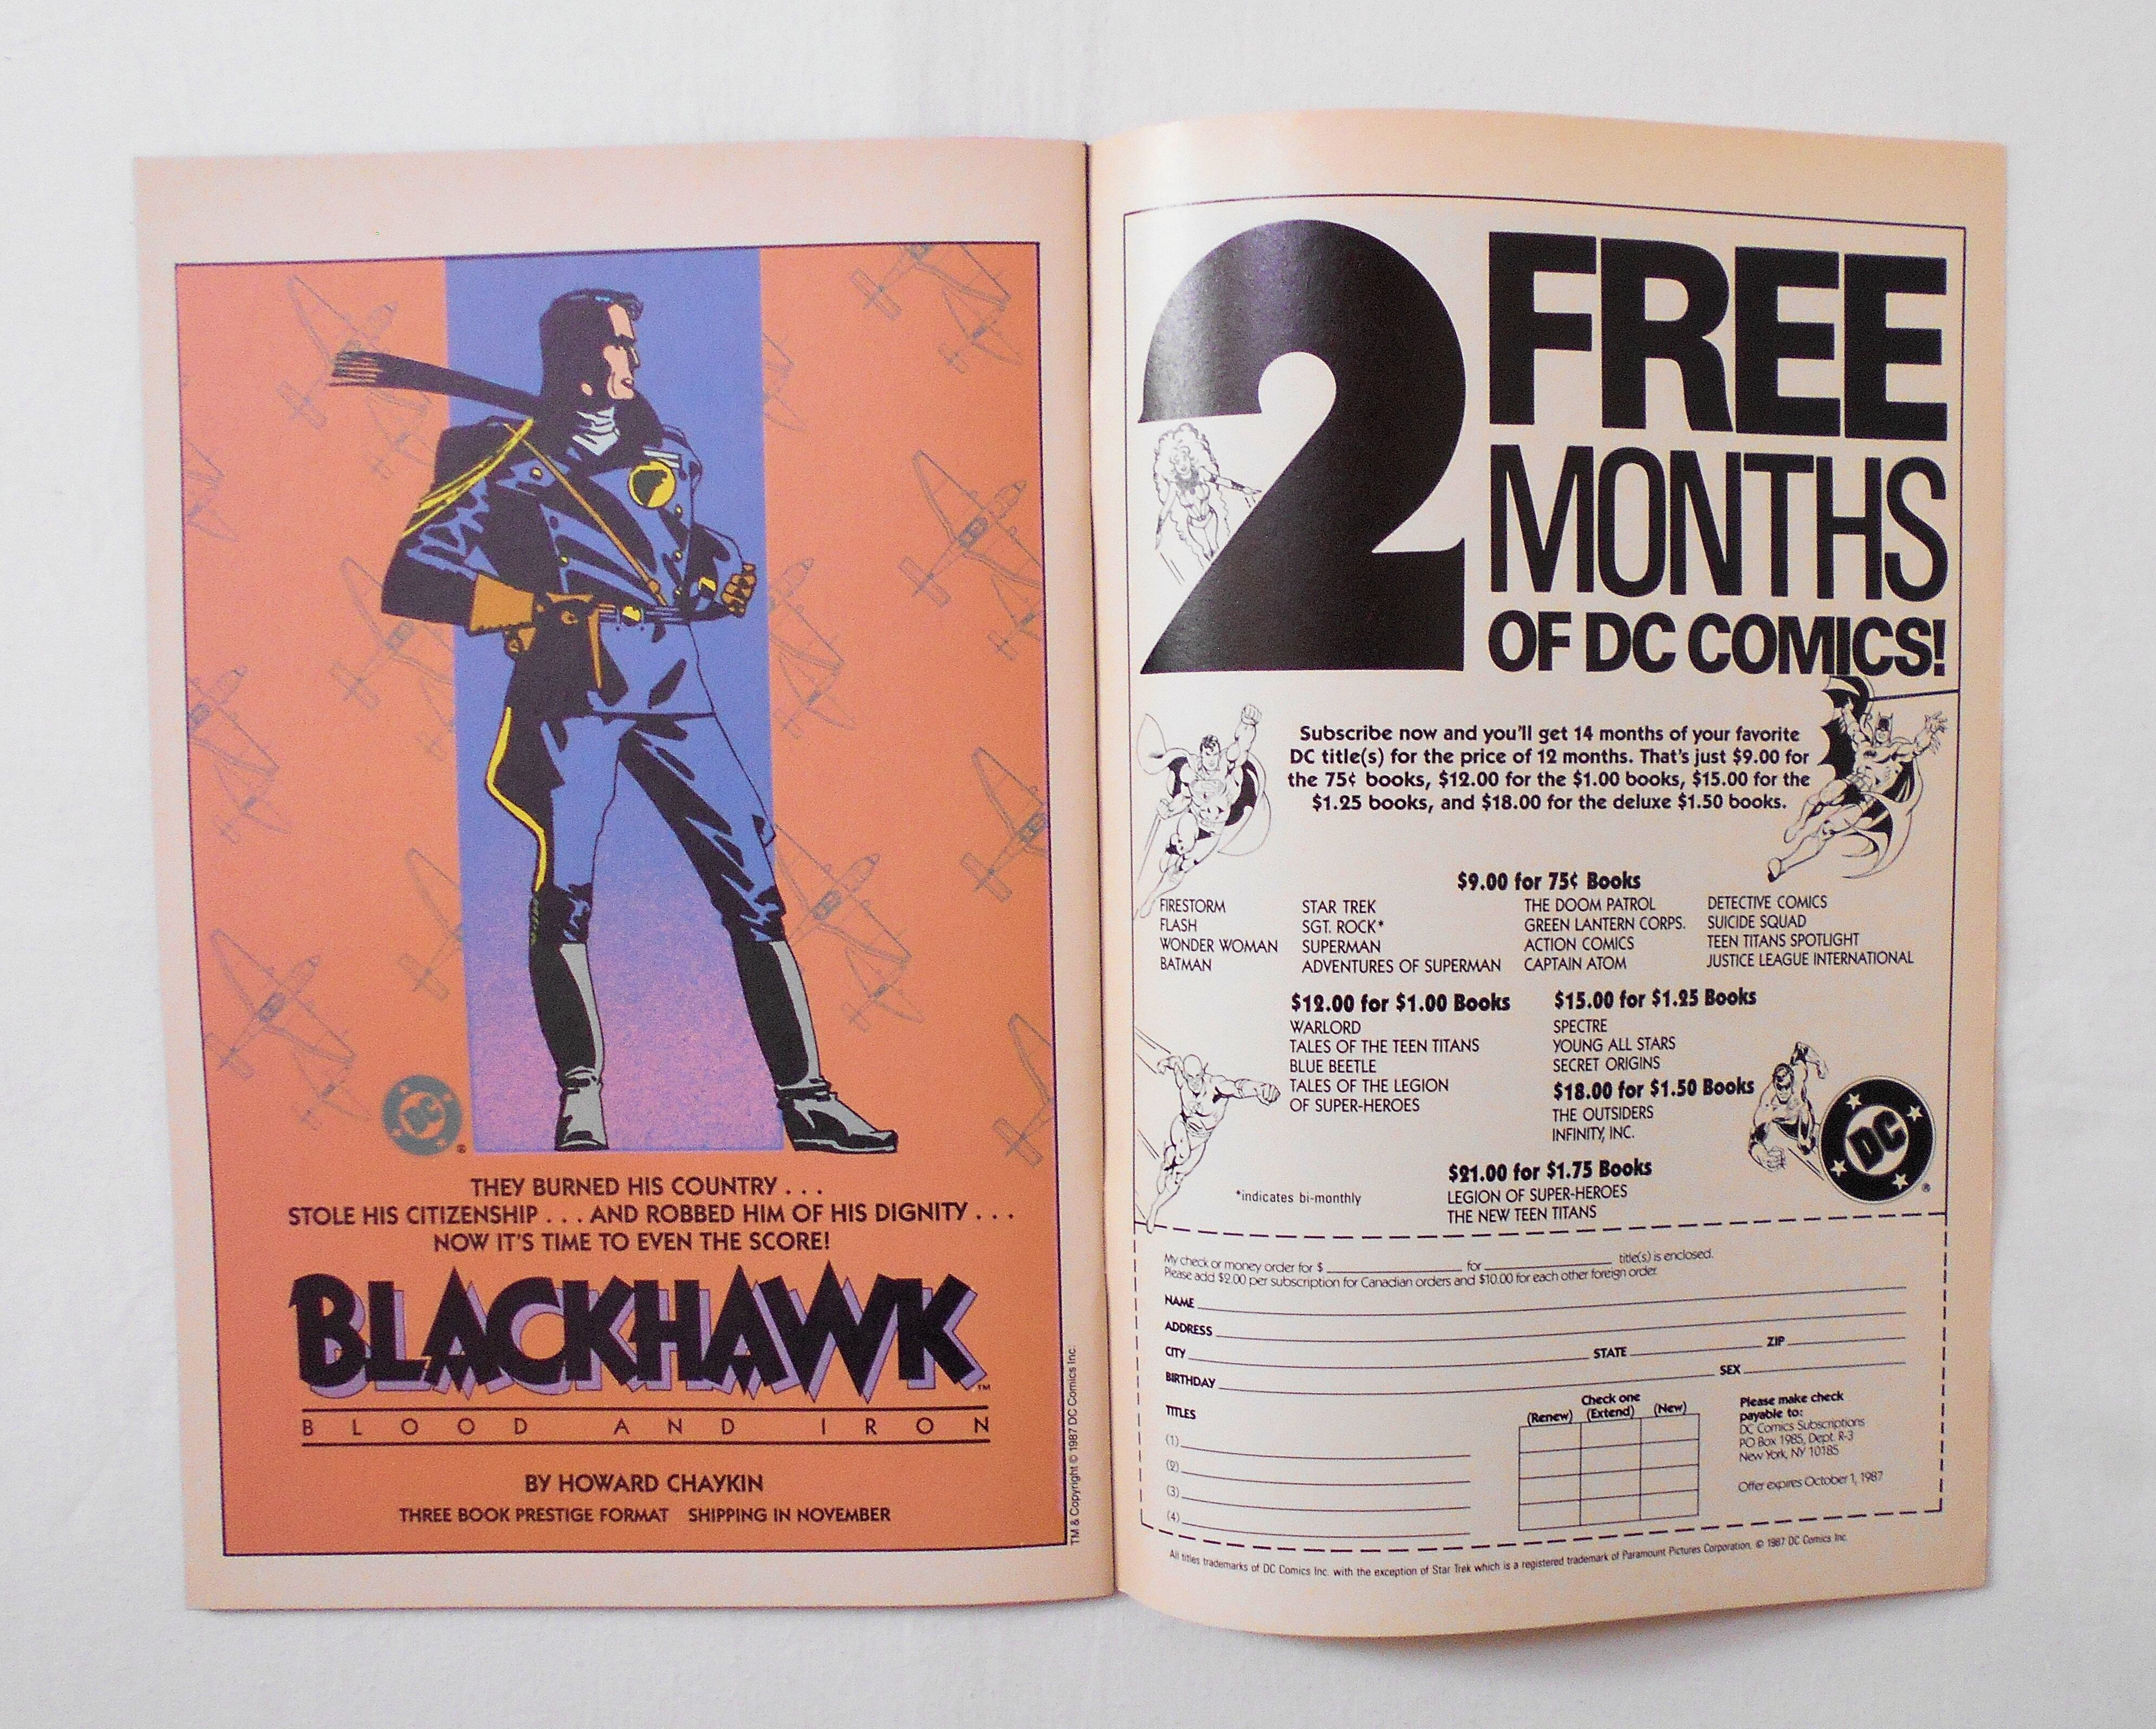 DC
®
THEY BURNED HIS COUNTRY . . .
STOLE HIS CITIZENSHIP . . . AND ROBBED HIM OF HIS DIGNITY . . .
NOW IT'S TIME TO EVEN THE SCORE!
BLACKHAWK
™
BLOOD AND IRON
BY HOWARD CHAYKIN
THREE BOOK PRESTIGE FORMAT SHIPPING IN NOVEMBER
TM & Copyright © 1987 DC Comics Inc.
2 FREE
MONTHS
OF DC COMICS!
Subscribe now and you'll get 14 months of your favorite
DC title(s) for the price of 12 months. That's just $9.00 for
the 75¢ books, $12.00 for the $1.00 books, $15.00 for the
$1.25 books, and $18.00 for the deluxe $1.50 books.
$9.00 for 75¢ Books
FIRESTORM
FLASH
WONDER WOMAN
BATMAN
STAR TREK
SGT. ROCK*
SUPERMAN
ADVENTURES OF SUPERMAN
THE DOOM PATROL
GREEN LANTERN CORPS.
ACTION COMICS
CAPTAIN ATOM
DETECTIVE COMICS
SUICIDE SQUAD
TEEN TITANS SPOTLIGHT
JUSTICE LEAGUE INTERNATIONAL
$12.00 for $1.00 Books
WARLORD
TALES OF THE TEEN TITANS
BLUE BEETLE
TALES OF THE LEGION
OF SUPER-HEROES
$15.00 for $1.25 Books
SPECTRE
YOUNG ALL STARS
SECRET ORIGINS
$18.00 for $1.50 Books
THE OUTSIDERS
INFINITY, INC.
DC
®
$21.00 for $1.75 Books
LEGION OF SUPER-HEROES
THE NEW TEEN TITANS
*indicates bi-monthly
My check or money order for $ for title(s) is enclosed.
Please add $2.00 per subscription for Canadian orders and $10.00 for each other foreign order.
NAME
ADDRESS
CITY STATE ZIP
BIRTHDAY SEX
TITLES
(1)
(2)
(3)
(4)
Check one
(Renew) (Extend) (New)
Please make check
payable to:
DC Comics Subscriptions
PO Box 1985, Dept. R-3
New York, NY 10185
Offer expires October 1, 1987
All titles trademarks of DC Comics Inc. with the exception of Star Trek which is a registered trademark of Paramount Pictures Corporation. © 1987 DC Comics Inc.